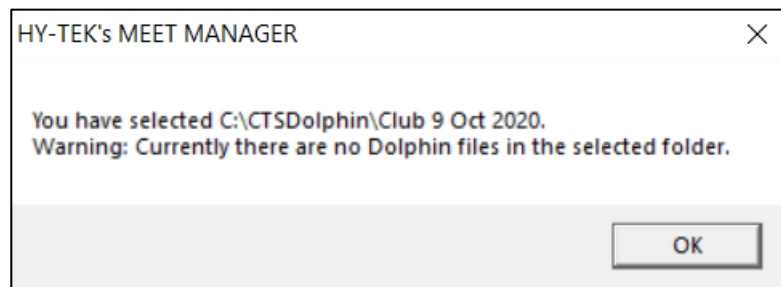 HY-TEK's MEET MANAGER
You have selected C:\CTSDolphin\Club 9 Oct 2020.
Warning: Currently there are no Dolphin files in the selected folder.
OK